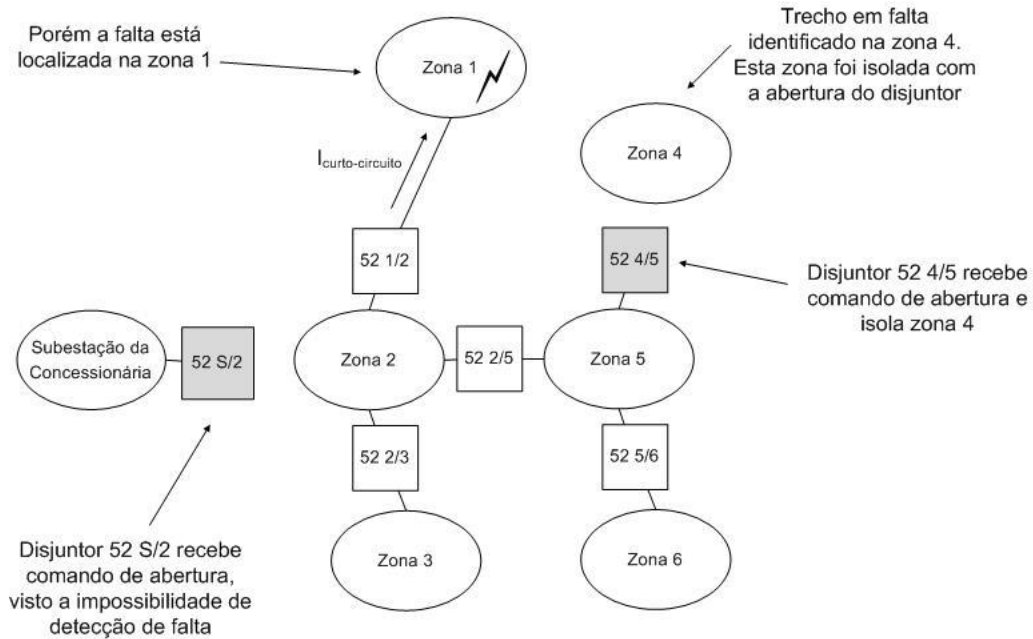 Porém a falta está
localizada na zona 1
Zona 1
Trecho em falta
identificado na zona 4.
Esta zona foi isolada com
a abertura do disjuntor
Zona 4
Icurto-circuito
52 1/2
52 4/5
Disjuntor 52 4/5 recebe
comando de abertura e
isola zona 4
Subestação da
Concessionária
52 S/2
Zona 2
52 2/5
Zona 5
52 2/3
52 5/6
Zona 3
Zona 6
Disjuntor 52 S/2 recebe
comando de abertura,
visto a impossibilidade de
detecção de falta